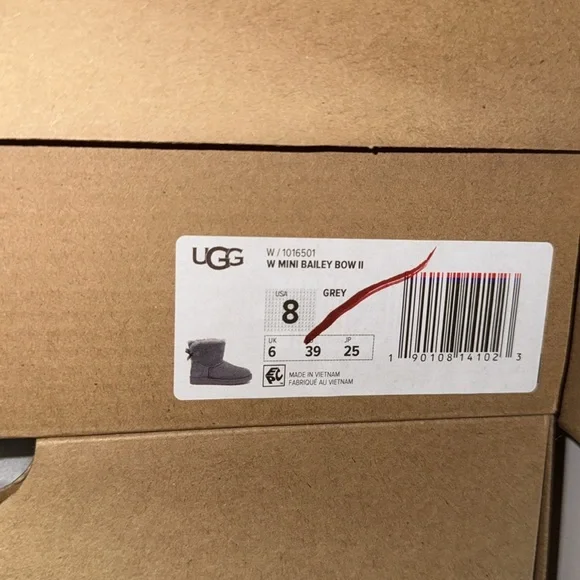 UGG
W / 1016501
W MINI BAILEY BOW II
USA
8
GREY
UK JP
6 39 25
1 90108 14102 3
MADE IN VIETNAM
FABRIQUÉ AU VIETNAM